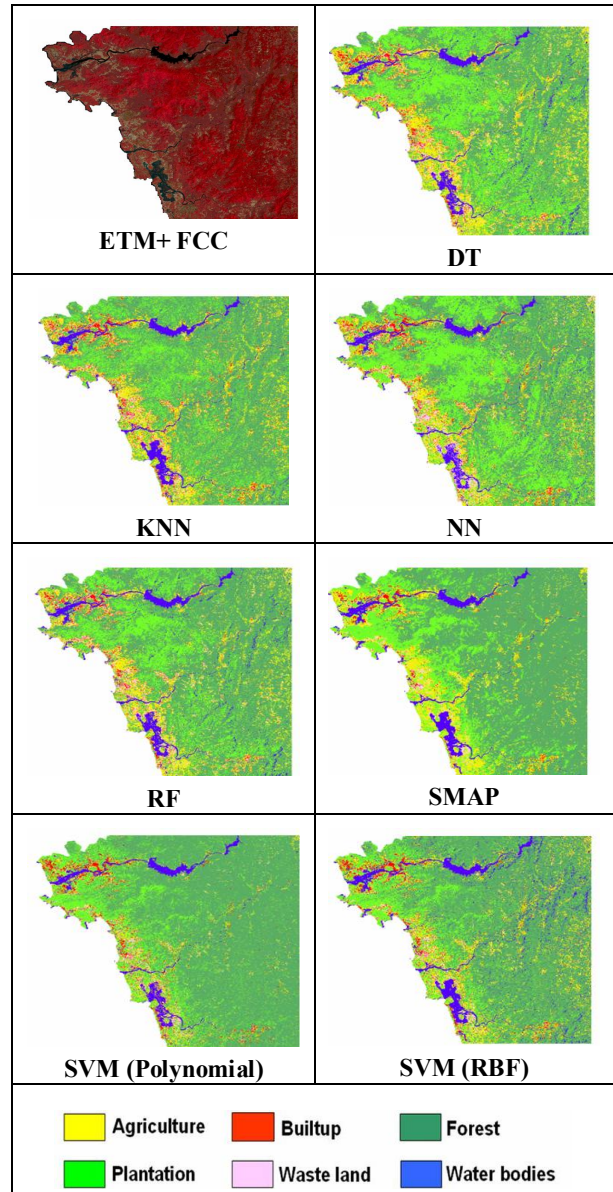 ETM+ FCC
DT
KNN
NN
RF
SMAP
SVM (Polynomial)
SVM (RBF)
Agriculture
Builtup
Forest
Plantation
Waste land
Water bodies